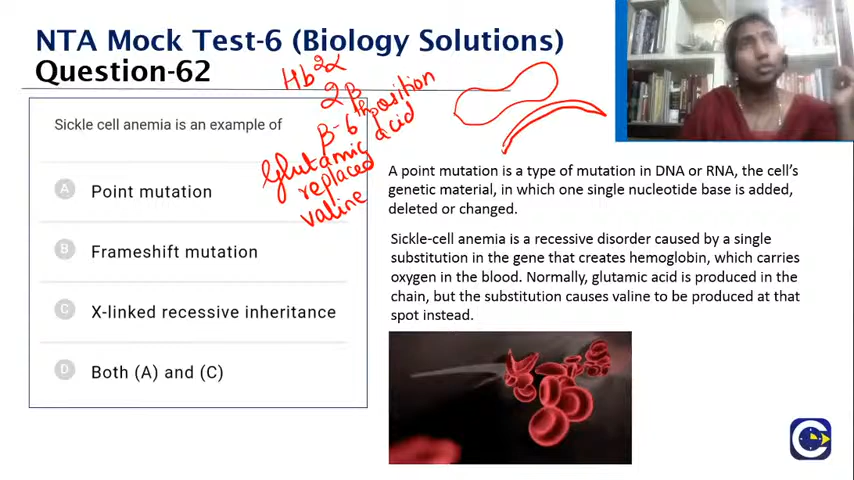 NTA Mock Test-6 (Biology Solutions)
Question-62
Hb 2α
2β
β-6th position
Glutamic acid
replaced
valine
Sickle cell anemia is an example of
A Point mutation
B Frameshift mutation
C X-linked recessive inheritance
D Both (A) and (C)
A point mutation is a type of mutation in DNA or RNA, the cell's
genetic material, in which one single nucleotide base is added,
deleted or changed.
Sickle-cell anemia is a recessive disorder caused by a single
substitution in the gene that creates hemoglobin, which carries
oxygen in the blood. Normally, glutamic acid is produced in the
chain, but the substitution causes valine to be produced at that
spot instead.